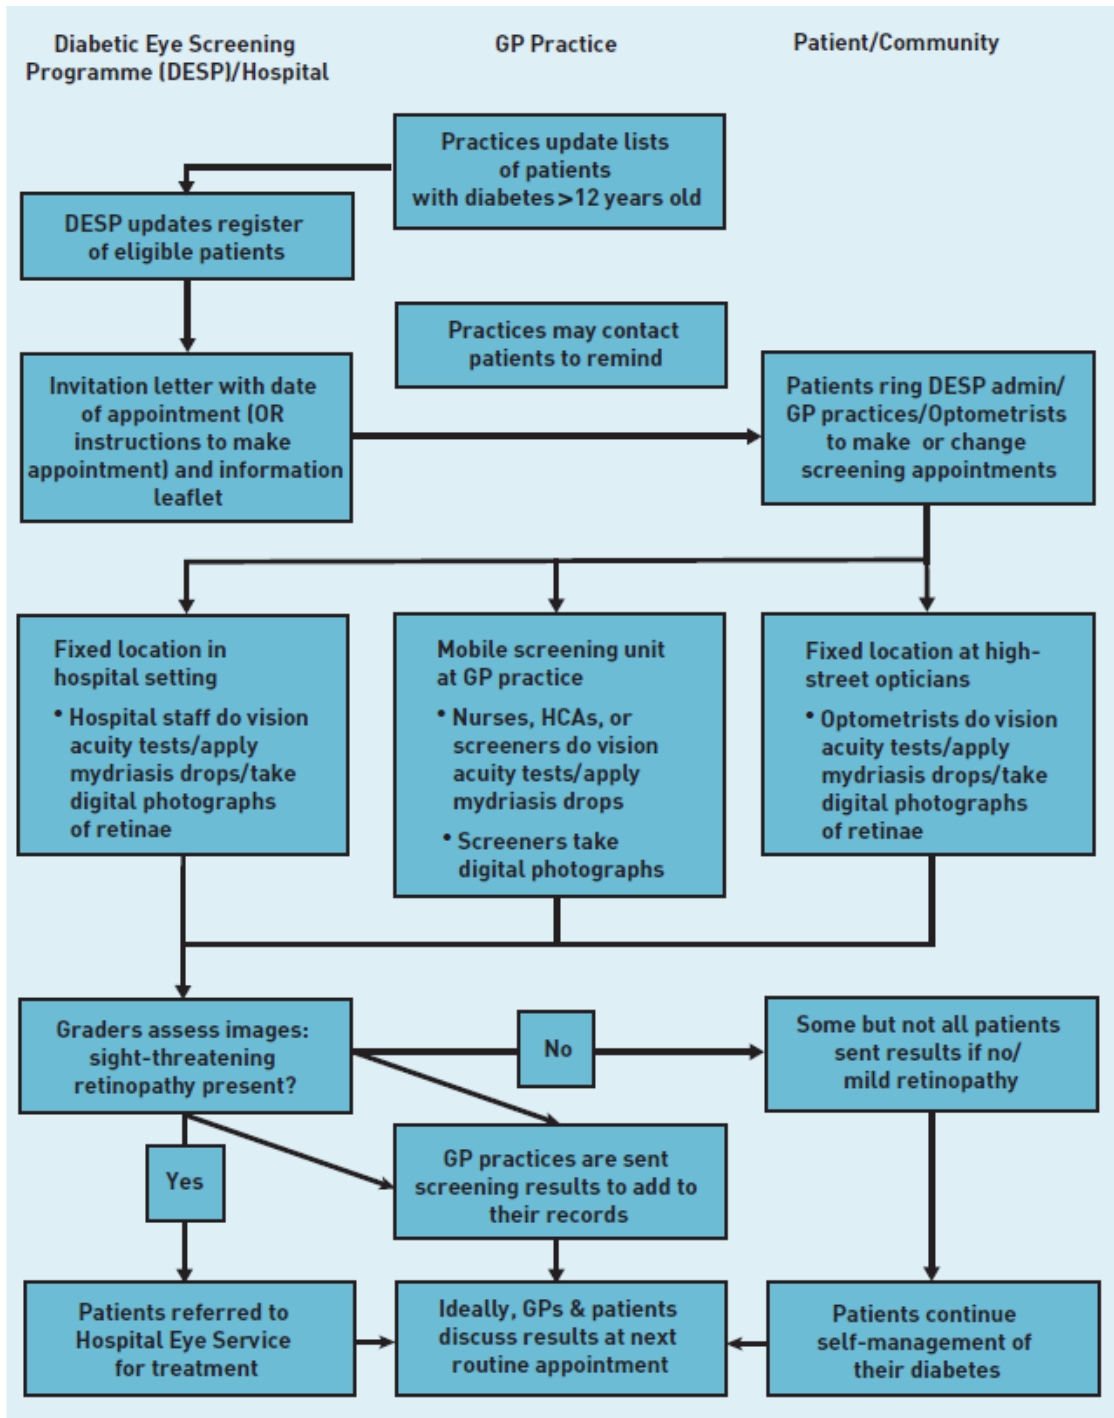 Diabetic Eye Screening
Programme (DESP)/Hospital
GP Practice
Patient/Community
Practices update lists
of patients
with diabetes >12 years old
DESP updates register
of eligible patients
Practices may contact
patients to remind
Invitation letter with date
of appointment (OR
instructions to make
appointment) and information
leaflet
Patients ring DESP admin/
GP practices/Optometrists
to make or change
screening appointments
Fixed location in
hospital setting
• Hospital staff do vision
acuity tests/apply
mydriasis drops/take
digital photographs
of retinae
Mobile screening unit
at GP practice
• Nurses, HCAs, or
screeners do vision
acuity tests/apply
mydriasis drops
• Screeners take
digital photographs
Fixed location at high-
street opticians
• Optometrists do vision
acuity tests/apply
mydriasis drops/take
digital photographs
of retinae
Graders assess images:
sight-threatening
retinopathy present?
No
Some but not all patients
sent results if no/
mild retinopathy
Yes
GP practices are sent
screening results to add to
their records
Patients referred to
Hospital Eye Service
for treatment
Ideally, GPs & patients
discuss results at next
routine appointment
Patients continue
self-management of
their diabetes